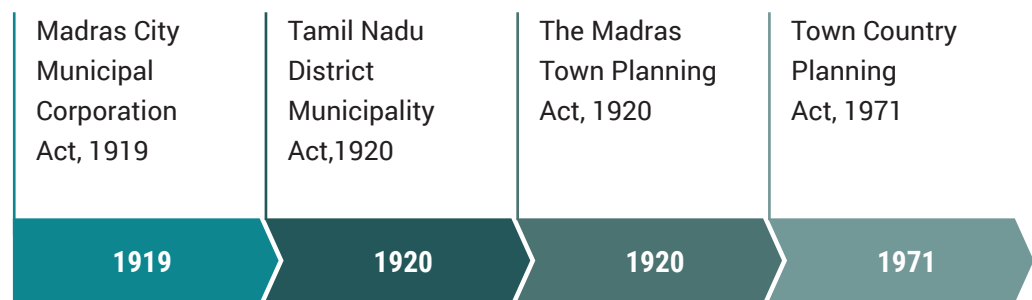 Madras City
Municipal
Corporation
Act, 1919
Tamil Nadu
District
Municipality
Act,1920
The Madras
Town Planning
Act, 1920
Town Country
Planning
Act, 1971
1919
1920
1920
1971